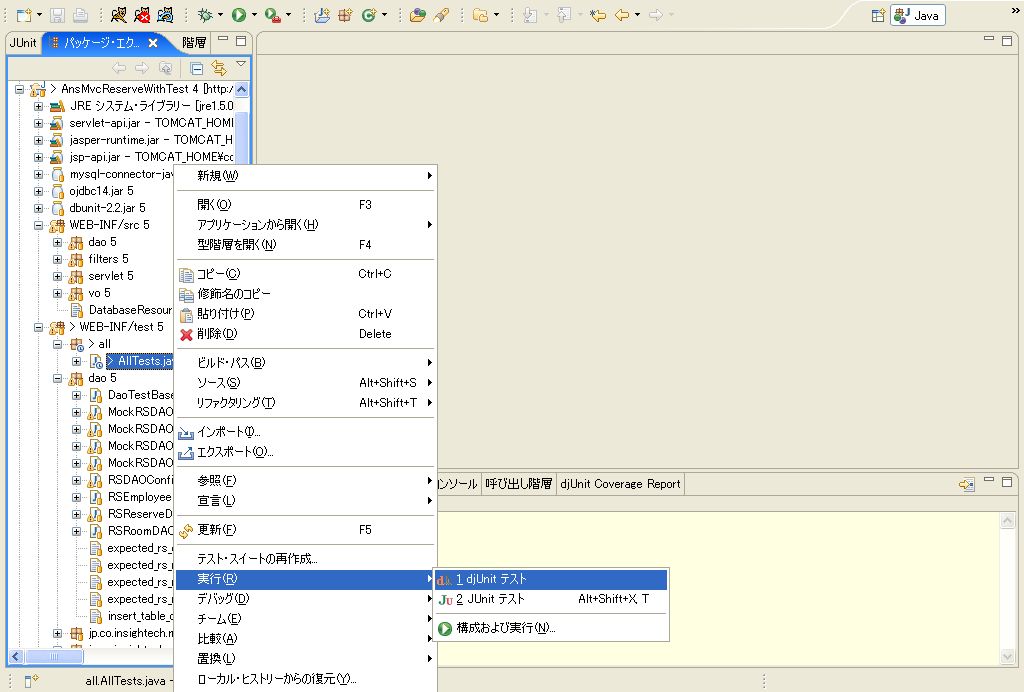 Java
JUnit
パッケージ・エク...
階層
> AnsMvcReserveWithTest 4 [http:/
JRE システム・ライブラリー [jre1.5.0
servlet-api.jar - TOMCAT_HOME
jasper-runtime.jar - TOMCAT_H
jsp-api.jar - TOMCAT_HOME¥co
mysql-connector-jav
ojdbc14.jar 5
dbunit-2.2.jar 5
WEB-INF/src 5
dao 5
filters 5
servlet 5
vo 5
DatabaseResour
> WEB-INF/test 5
> all
> AllTests.jav
dao 5
DaoTestBase
MockRSDAO
MockRSDAO
MockRSDAO
MockRSDAO
RSDAOConfi
RSEmployee
RSReserveD
RSRoomDAO
expected_rs_
expected_rs_
expected_rs_
expected_rs_
insert_table_
jp.co.insightech.m
新規(W)
開く(O) F3
アプリケーションから開く(H)
型階層を開く(N) F4
コピー(C) Ctrl+C
修飾名のコピー
貼り付け(P) Ctrl+V
削除(D) Delete
ビルド・パス(B)
ソース(S) Alt+Shift+S
リファクタリング(T) Alt+Shift+T
インポート(I)...
エクスポート(O)...
参照(F)
宣言(L)
更新(F) F5
テスト・スイートの再作成...
実行(R)
デバッグ(D)
チーム(E)
比較(A)
置換(L)
ローカル・ヒストリーからの復元(Y)...
1 djUnit テスト
2 JUnit テスト Alt+Shift+X, T
構成および実行(N)...
ンソール
呼び出し階層
djUnit Coverage Report
all.AllTests.java -